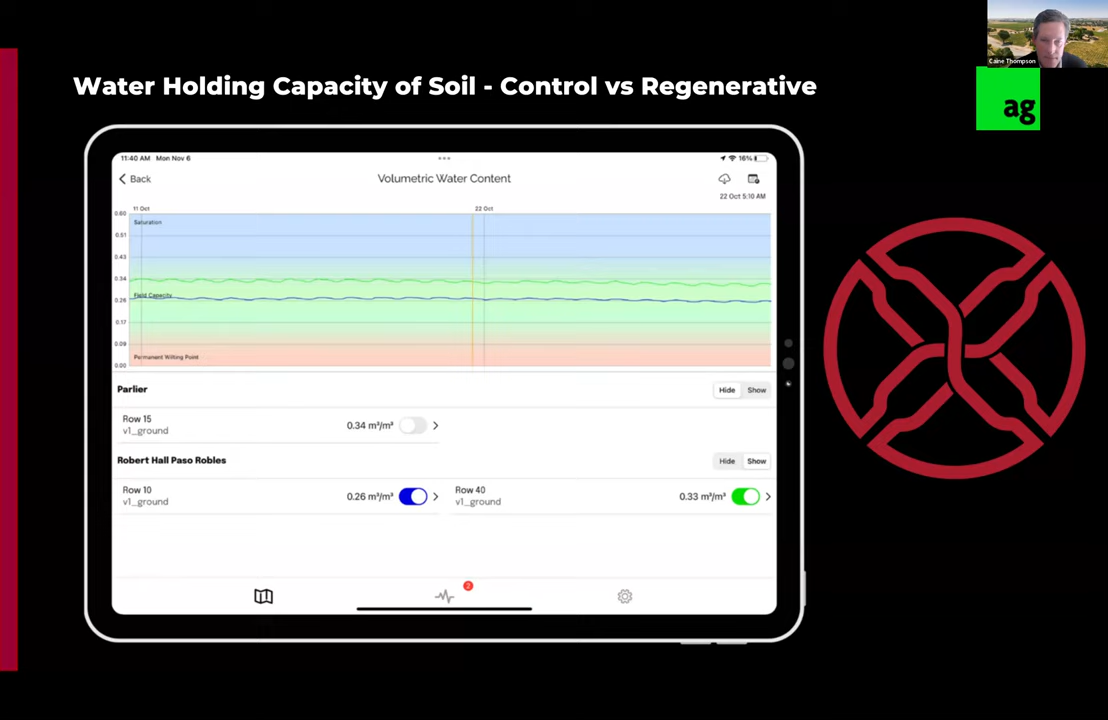 Caine Thompson
Water Holding Capacity of Soil - Control vs Regenerative
ag
11:40 AM Mon Nov 6
16%
Back
Volumetric Water Content
22 Oct 5:10 AM
11 Oct
22 Oct
0.60
Saturation
0.51
0.43
0.34
Field Capacity
0.26
0.17
0.09
Permanent Wilting Point
0.00
Parlier
Hide Show
Row 15
v1_ground
0.34 m³/m³
Robert Hall Paso Robles
Hide Show
Row 10
v1_ground
0.26 m³/m³
Row 40
v1_ground
0.33 m³/m³
2